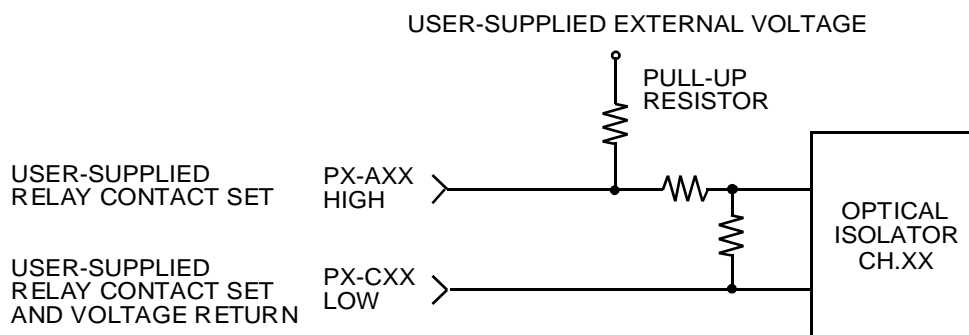 USER-SUPPLIED EXTERNAL VOLTAGE
PULL-UP
RESISTOR
USER-SUPPLIED
RELAY CONTACT SET
PX-AXX
HIGH
OPTICAL
ISOLATOR
CH.XX
USER-SUPPLIED
RELAY CONTACT SET
AND VOLTAGE RETURN
PX-CXX
LOW